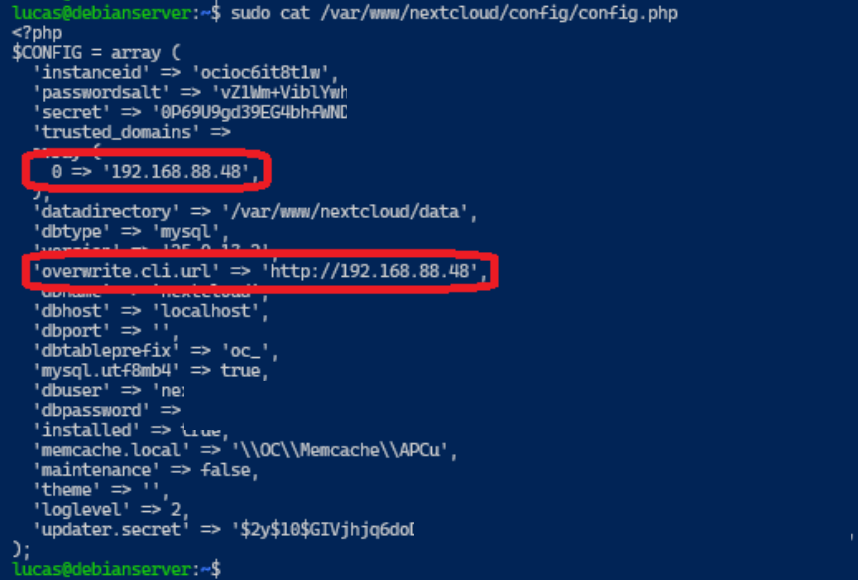 lucas@debianserver:~$ sudo cat /var/www/nextcloud/config/config.php
<?php
$CONFIG = array (
'instanceid' => 'ocioc6it8t1w',
'passwordsalt' => 'vZ1Wm+ViblYwh
'secret' => '0P69U9gd39EG4bh
'trusted_domains' =>
array (
0 => '192.168.88.48',
),
'datadirectory' => '/var/www/nextcloud/data',
'dbtype' => 'mysql',
'version' => '25.0.13.2',
'overwrite.cli.url' => 'http://192.168.88.48',
'dbname' => 'nextcloud',
'dbhost' => 'localhost',
'dbport' => '',
'dbtableprefix' => 'oc_',
'mysql.utf8mb4' => true,
'dbuser' => 'ne
'dbpassword' =>
'installed' => true,
'memcache.local' => '\\OC\\Memcache\\APCu',
'maintenance' => false,
'theme' => '',
'loglevel' => 2,
'updater.secret' => '$2y$10$GIVjhjq6do
);
lucas@debianserver:~$